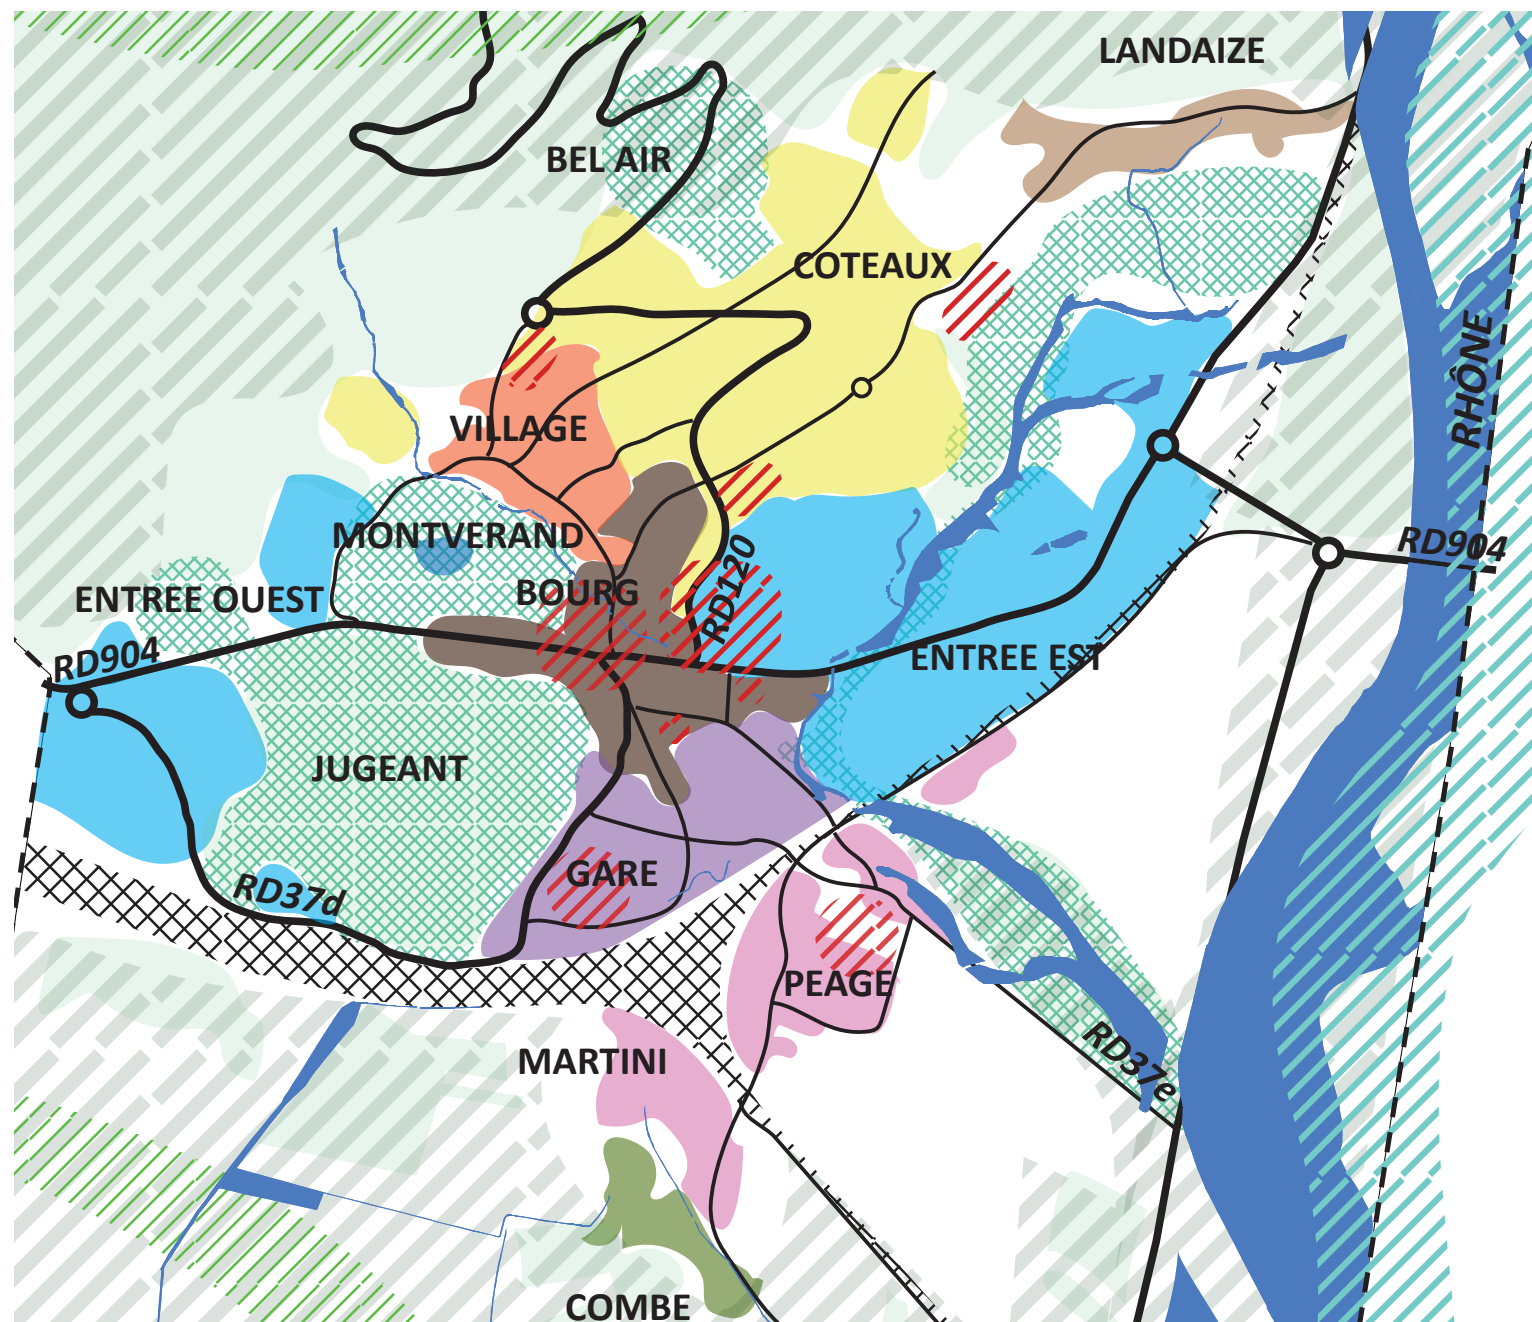 LANDAIZE
BEL AIR
COTEAUX
RHÔNE
VILLAGE
MONTVERAND
RD904
RD120
BOURG
ENTREE OUEST
RD904
ENTREE EST
JUGEANT
GARE
RD37d
PEAGE
MARTINI
RD37e
COMBE